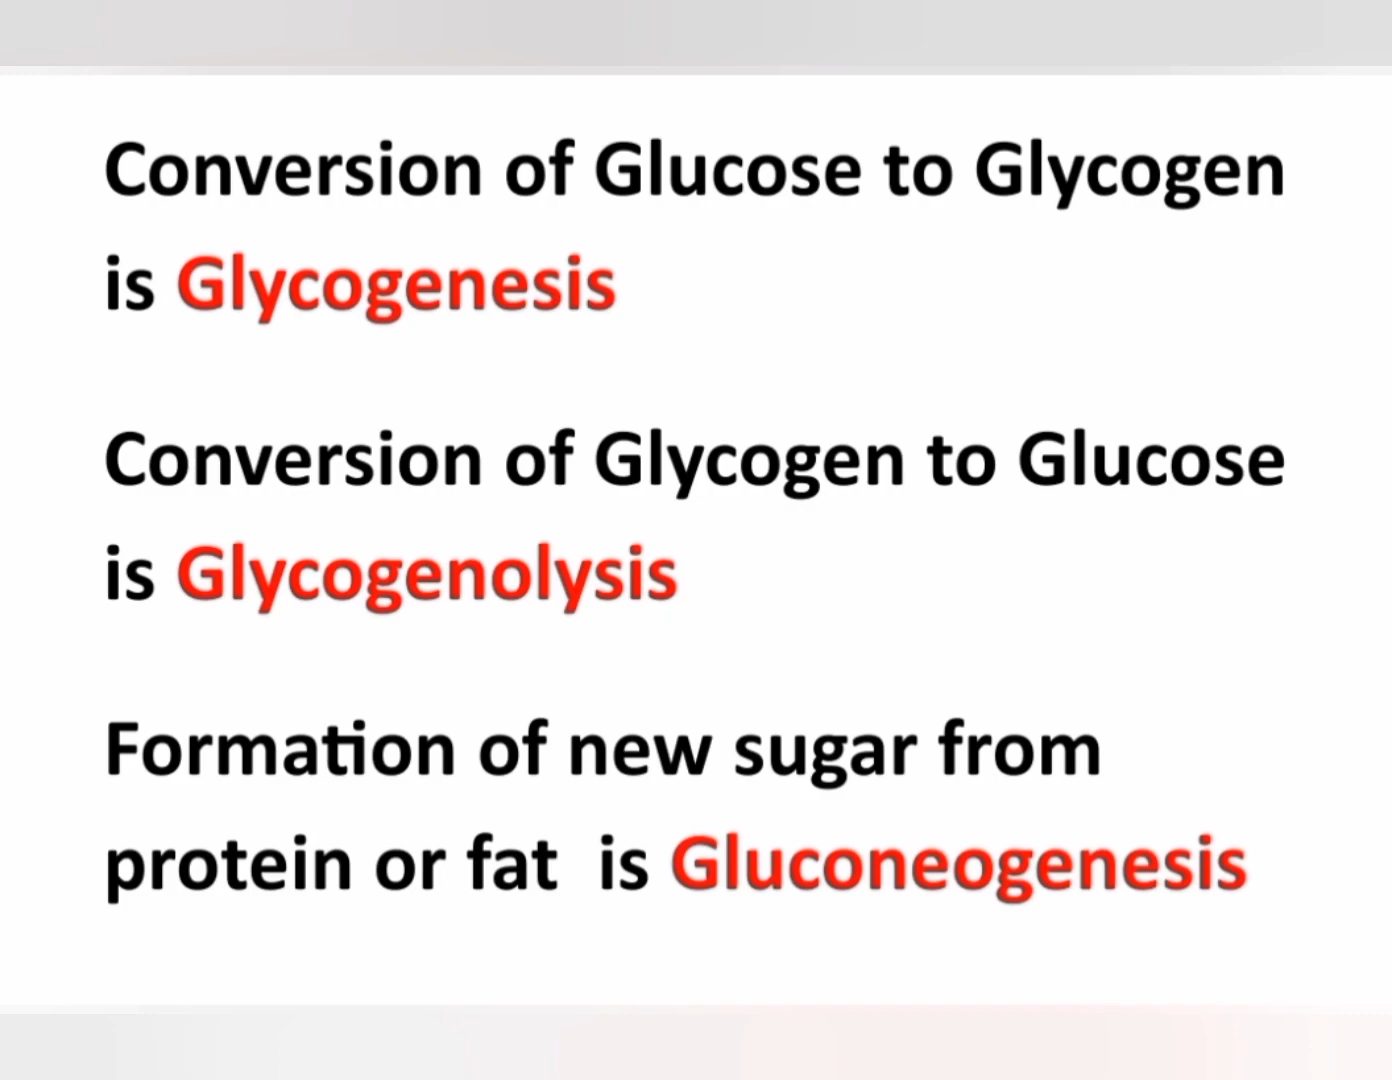 Conversion of Glucose to Glycogen
is Glycogenesis
Conversion of Glycogen to Glucose
is Glycogenolysis
Formation of new sugar from
protein or fat is Gluconeogenesis